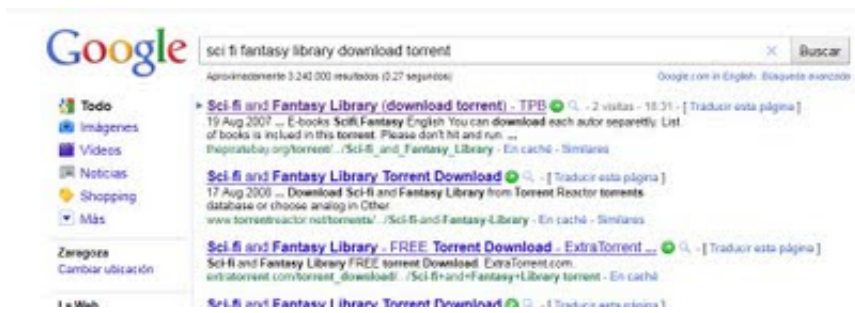 Google
sci fi fantasy library download torrent
Buscar
Aproximadamente 3.240.000 resultados (0,27 segundos)
Google.com in English Búsqueda avanzada
Todo
Imágenes
Vídeos
Noticias
Shopping
Más
Zaragoza
Cambiar ubicación
La Web
Sci-fi and Fantasy Library (download torrent) - TPB - 2 visitas - 18:31 - [ Traducir esta página ]
19 Aug 2007 ... E-books Scifi,Fantasy English You can download each autor separettly. List
of books is inclued in this torrent. Please don't hit and run ...
thepiratebay.org/torrent/.../Sci-fi_and_Fantasy_Library - En caché - Similares
Sci-fi and Fantasy Library Torrent Download - [ Traducir esta página ]
17 Aug 2008 ... Download Sci-fi and Fantasy Library from Torrent Reactor torrents
database or choose analog in Other
www.torrentreactor.net/torrents/.../Sci-fi-and-Fantasy-Library - En caché - Similares
Sci-fi and Fantasy Library - FREE Torrent Download - ExtraTorrent ... - [ Traducir esta página ]
Sci-fi and Fantasy Library FREE torrent Download. ExtraTorrent.com
extratorrent.com/torrent_download/.../Sci-fi+and+Fantasy+Library torrent - En caché
Sci-fi and Fantasy Library Torrent Download - [ Traducir esta página ]